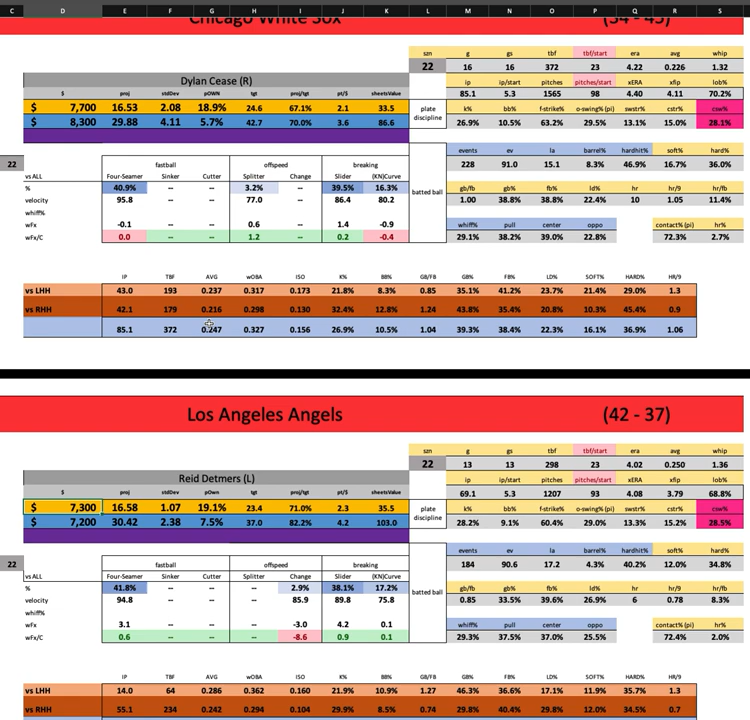 C D E F G H I J K L M N O P Q R S
Chicago White Sox (34 - 45)
szn g gs tbf tbf/start era avg whip
22 16 16 372 23 4.22 0.226 1.32
Dylan Cease (R) ip ip/start pitches pitches/start xERA xfip lob%
85.1 5.3 1565 98 4.40 4.11 70.2%
$ proj stdDev pOWN tgt proj/tgt pt/$ sheetsValue
$ 7,700 16.53 2.08 18.9% 24.6 67.1% 2.1 33.5
plate discipline k% bb% f-strike% o-swing% (pi) swstr% cstr% csw%
$ 8,300 29.88 4.11 5.7% 42.7 70.0% 3.6 86.6 26.9% 10.5% 63.2% 29.5% 13.1% 15.0% 28.1%
events ev la barrel% hardhit% soft% hard%
22 fastball offspeed breaking 228 91.0 15.1 8.3% 46.9% 16.7% 36.0%
vs ALL Four-Seamer Sinker Cutter Splitter Change Slider (KN)Curve
% 40.9% -- -- 3.2% -- 39.5% 16.3% batted ball gb/fb gb% fb% ld% hr hr/9 hr/fb
velocity 95.8 -- -- 77.0 -- 86.4 80.2 1.00 38.8% 38.8% 22.4% 10 1.05 11.4%
whiff%
wFx -0.1 -- -- 0.6 -- 1.4 -0.9 whiff% pull center oppo contact% (pi) hr%
wFx/C 0.0 -- -- 1.2 -- 0.2 -0.4 29.1% 38.2% 39.0% 22.8% 72.3% 2.7%
IP TBF AVG wOBA ISO K% BB% GB/FB GB% FB% LD% SOFT% HARD% HR/9
vs LHH 43.0 193 0.237 0.317 0.173 21.8% 8.3% 0.85 35.1% 41.2% 23.7% 21.4% 29.0% 1.3
vs RHH 42.1 179 0.216 0.298 0.130 32.4% 12.8% 1.24 43.8% 35.4% 20.8% 10.3% 45.4% 0.9
85.1 372 0.247 0.327 0.156 26.9% 10.5% 1.04 39.3% 38.4% 22.3% 16.1% 36.9% 1.06
Los Angeles Angels (42 - 37)
szn g gs tbf tbf/start era avg whip
22 13 13 298 23 4.02 0.250 1.36
Reid Detmers (L) ip ip/start pitches pitches/start xERA xfip lob%
69.1 5.3 1207 93 4.08 3.79 68.8%
$ proj stdDev pOwn tgt proj/tgt pt/$ sheetsValue
$ 7,300 16.58 1.07 19.1% 23.4 71.0% 2.3 35.5
plate discipline k% bb% f-strike% o-swing% (pi) swstr% cstr% csw%
$ 7,200 30.42 2.38 7.5% 37.0 82.2% 4.2 103.0 28.2% 9.1% 60.4% 29.0% 13.3% 15.2% 28.5%
events ev la barrel% hardhit% soft% hard%
22 fastball offspeed breaking 184 90.6 17.2 4.3% 40.2% 12.0% 34.8%
vs ALL Four-Seamer Sinker Cutter Splitter Change Slider (KN)Curve
% 41.8% -- -- 2.9% 38.1% 17.2% batted ball gb/fb gb% fb% ld% hr hr/9 hr/fb
velocity 94.8 -- -- 85.9 89.8 75.8 0.85 33.5% 39.6% 26.9% 6 0.78 8.3%
whiff%
wFx 3.1 -- -- -3.0 4.2 0.1 whiff% pull center oppo contact% (pi) hr%
wFx/C 0.6 -- -- -8.6 0.9 0.1 29.3% 37.5% 37.0% 25.5% 72.4% 2.0%
IP TBF AVG wOBA ISO K% BB% GB/FB GB% FB% LD% SOFT% HARD% HR/9
vs LHH 14.0 64 0.286 0.362 0.160 21.9% 10.9% 1.27 46.3% 36.6% 17.1% 11.9% 35.7% 1.3
vs RHH 55.1 234 0.242 0.294 0.104 29.9% 8.5% 0.74 29.8% 40.4% 29.8% 12.0% 34.5% 0.7